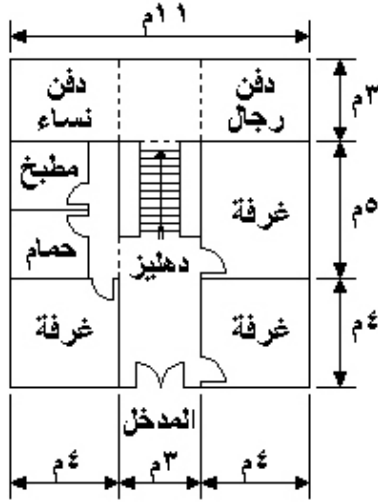 ١١م
دفن
رجال
دفن
نساء
٣م
مطبخ
غرفة
٥م
حمام
دهليز
غرفة
غرفة
٤م
المدخل
٤م
٣م
٤م